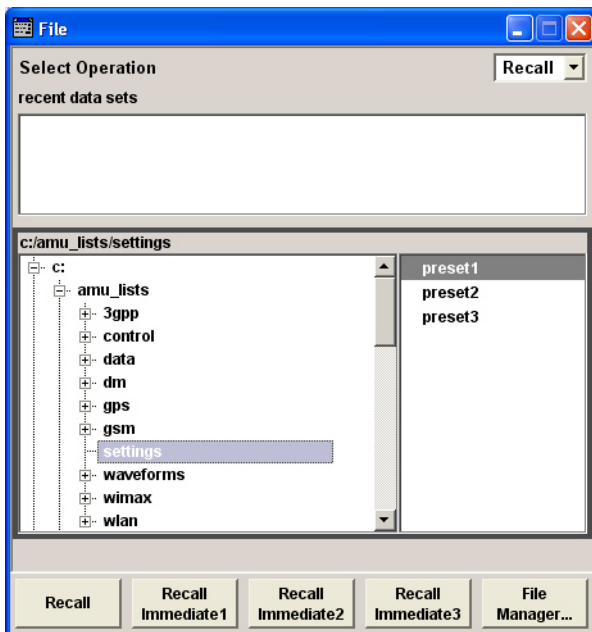 File
Select Operation
Recall
recent data sets
c:/amu_lists/settings
c:
amu_lists
3gpp
control
data
dm
gps
gsm
settings
waveforms
wimax
wlan
preset1
preset2
preset3
Recall
Recall
Immediate1
Recall
Immediate2
Recall
Immediate3
File
Manager...